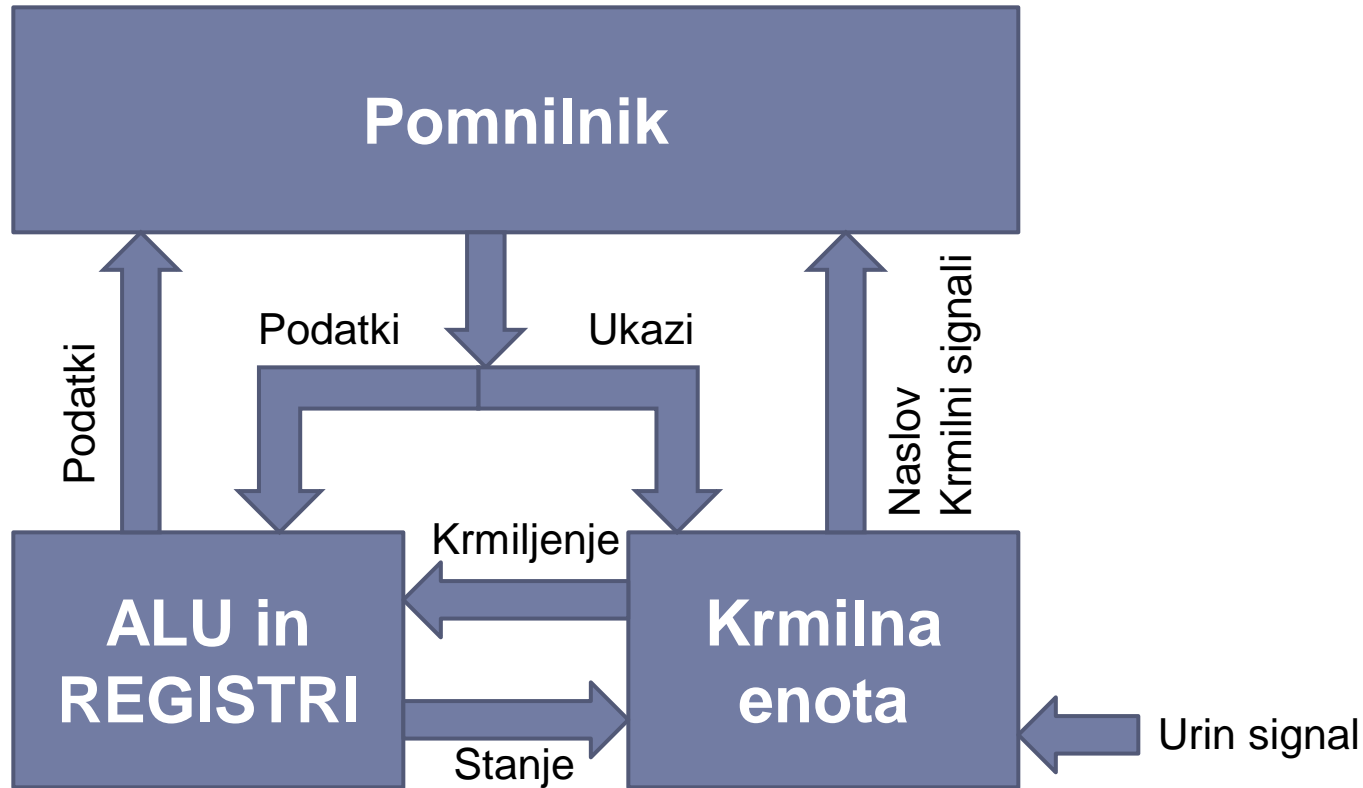 Pomnilnik
Podatki
Podatki
Ukazi
Naslov
Krmilni signali
Krmiljenje
ALU in
REGISTRI
Krmilna
enota
Stanje
Urin signal